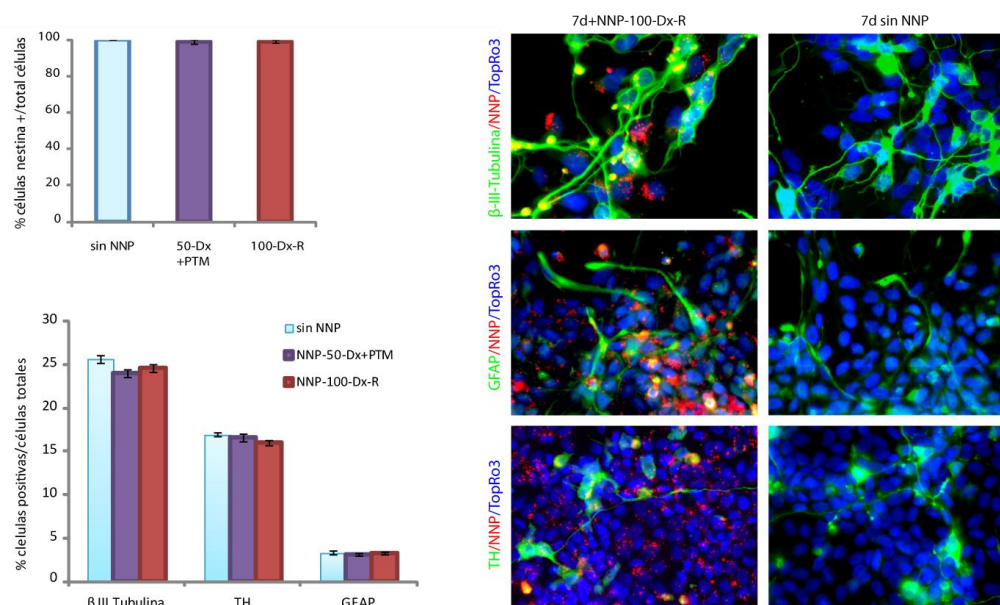 % células nestina +/total células
100
80
60
40
20
0
sin NNP
50-Dx
+PTM
100-Dx-R
% clelulas positivas/células totales
30
25
20
15
10
5
0
sin NNP
NNP-50-Dx+PTM
NNP-100-Dx-R
β III Tubulina
TH
GFAP
7d+NNP-100-Dx-R
7d sin NNP
β-III-Tubulina/NNP/TopRo3
GFAP/NNP/TopRo3
TH/NNP/TopRo3